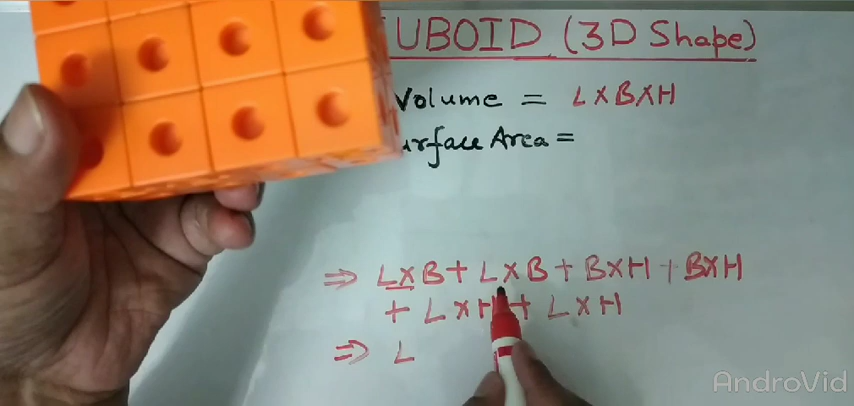 UBOID (3D Shape)
Volume = L×B×H
urface Area =
⇒ L×B + L×B + B×H + B×H
+ L×H + L×H
⇒ L
AndroVid